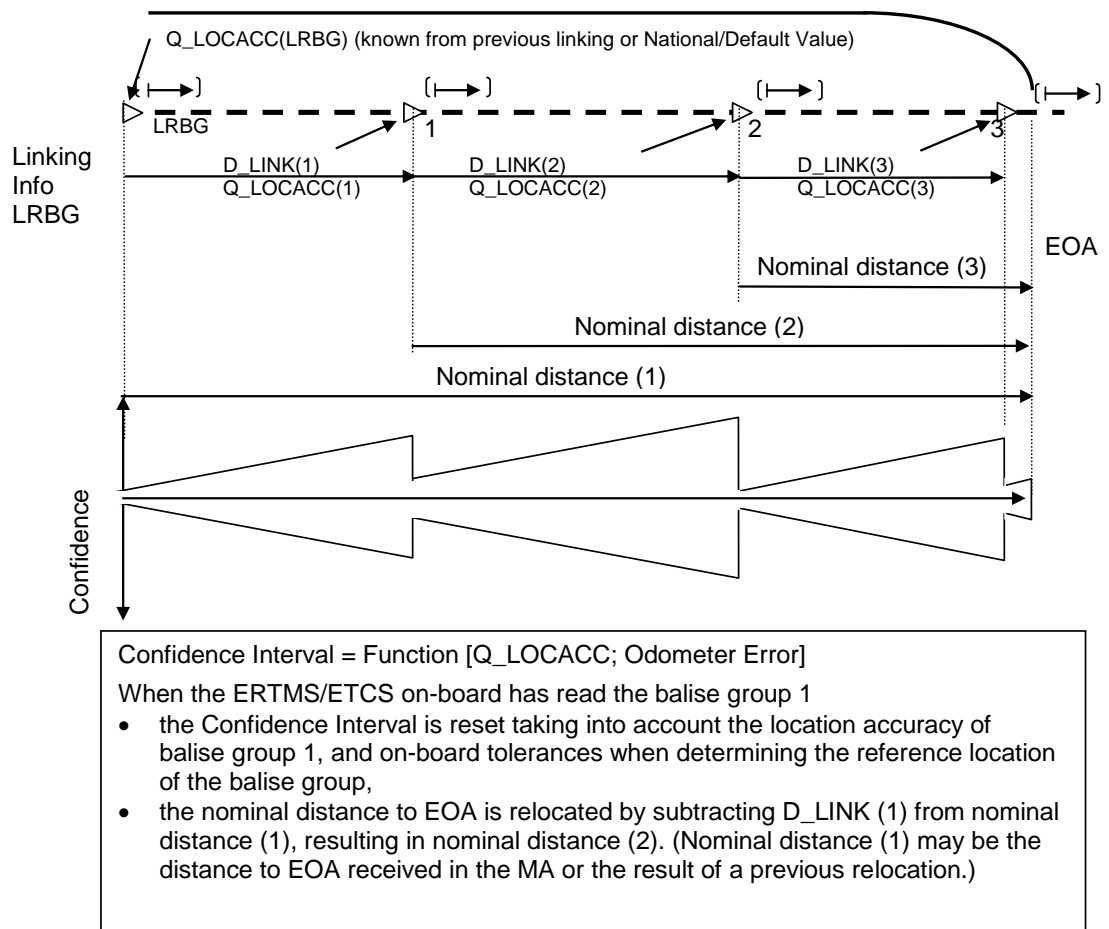 Q_LOCACC(LRBG) (known from previous linking or National/Default Value)
LRBG
1
2
3
Linking
Info
LRBG
D_LINK(1)
Q_LOCACC(1)
D_LINK(2)
Q_LOCACC(2)
D_LINK(3)
Q_LOCACC(3)
EOA
Nominal distance (3)
Nominal distance (2)
Nominal distance (1)
Confidence
Confidence Interval = Function [Q_LOCACC; Odometer Error]
When the ERTMS/ETCS on-board has read the balise group 1
• the Confidence Interval is reset taking into account the location accuracy of
balise group 1, and on-board tolerances when determining the reference location
of the balise group,
• the nominal distance to EOA is relocated by subtracting D_LINK (1) from nominal
distance (1), resulting in nominal distance (2). (Nominal distance (1) may be the
distance to EOA received in the MA or the result of a previous relocation.)